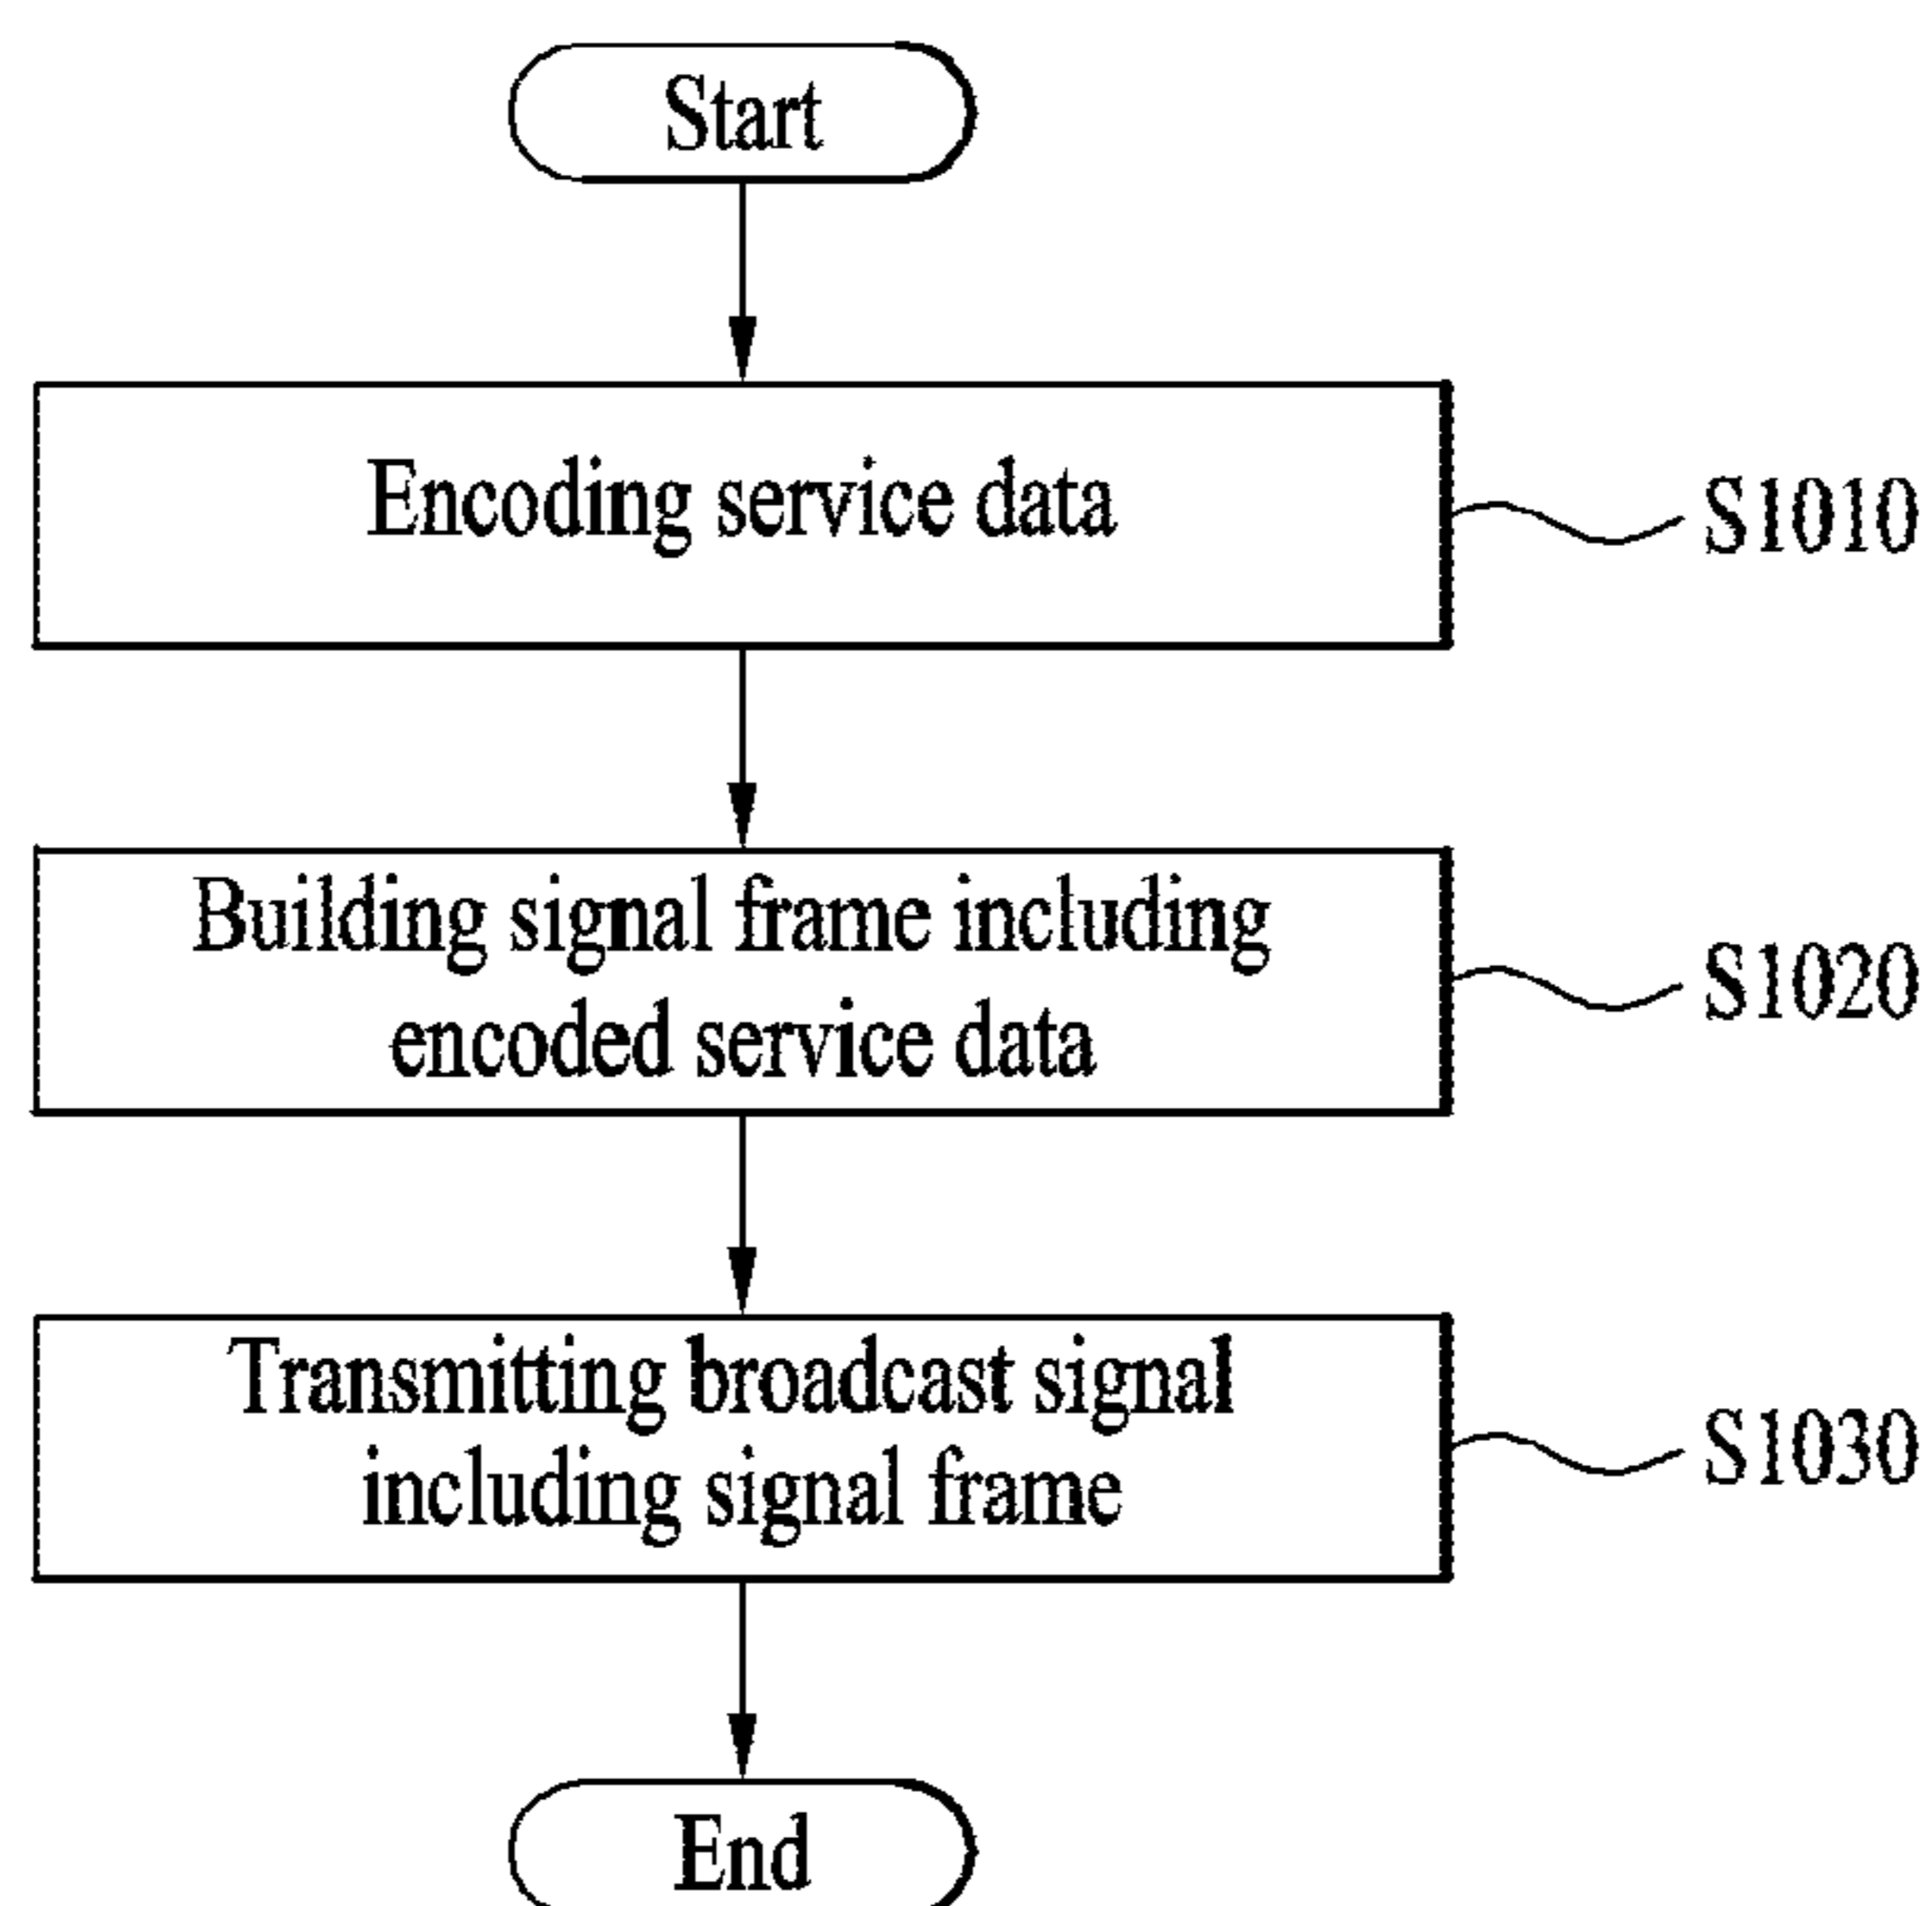 Start
Encoding service data
S1010
Building signal frame including
encoded service data
S1020
Transmitting broadcast signal
including signal frame
S1030
End